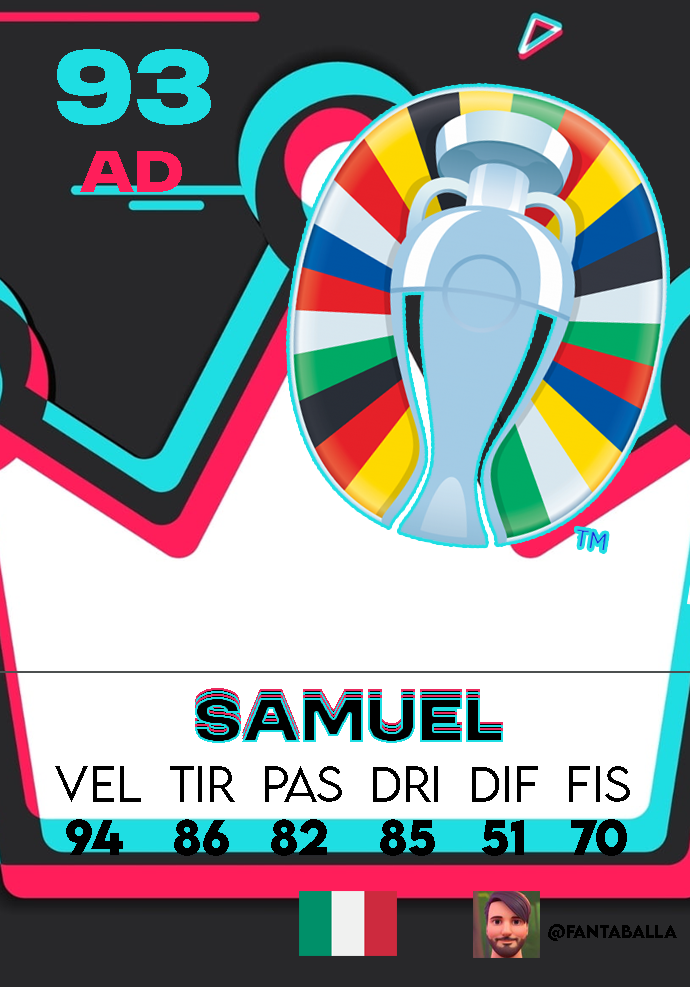 93
AD
TM
SAMUEL
VEL TIR PAS DRI DIF FIS
94 86 82 85 51 70
@FANTABALLA